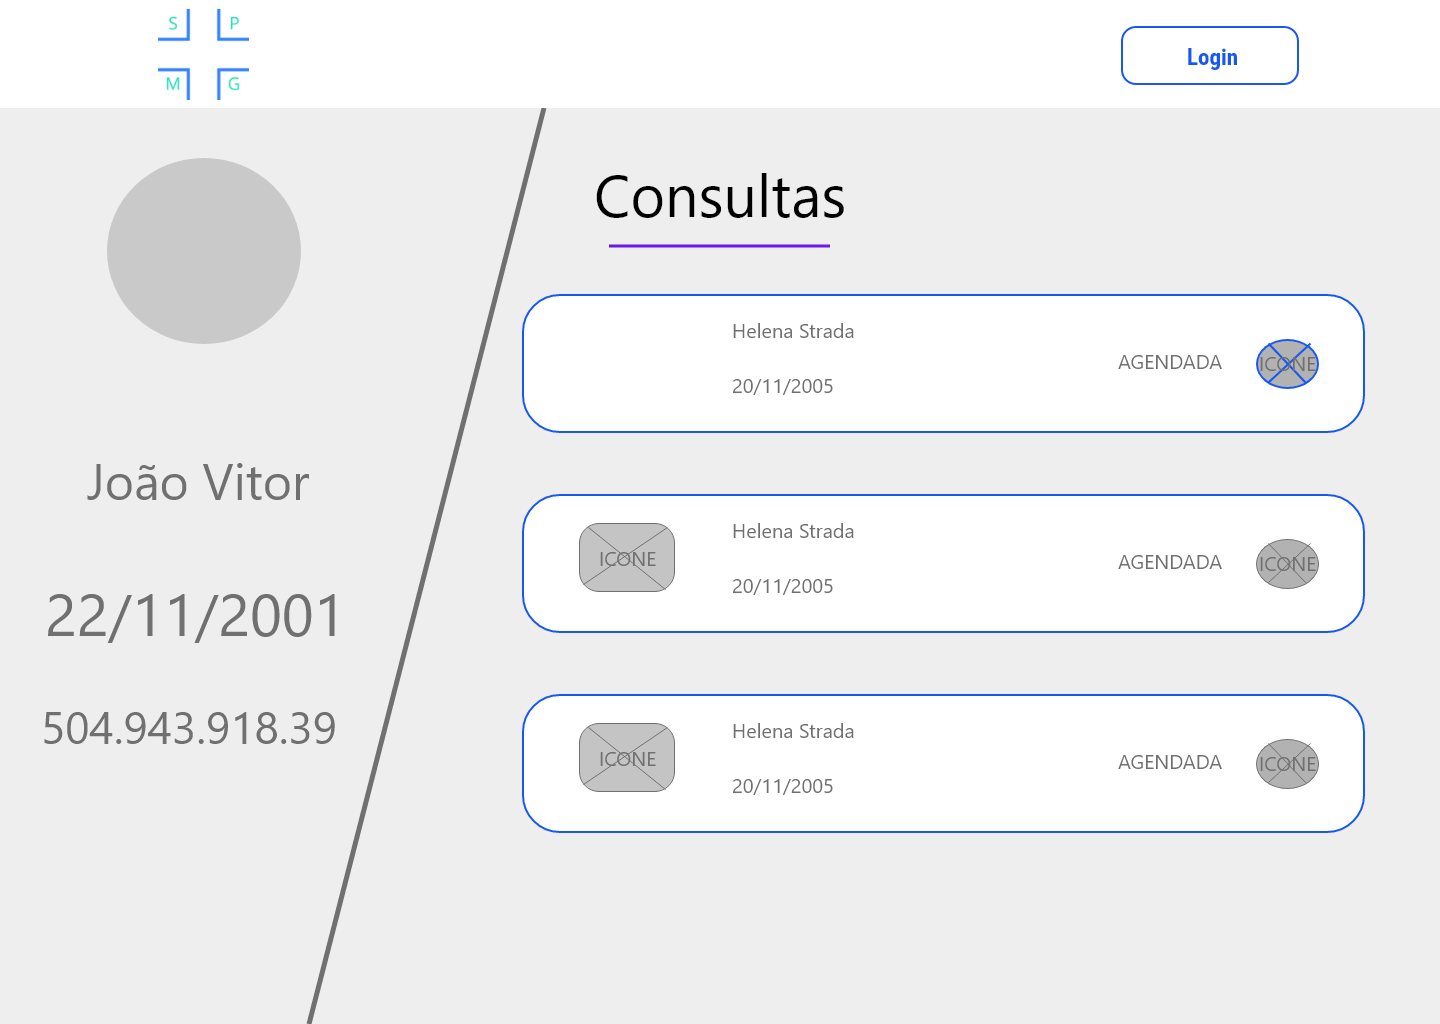 S P
M G
Login
João Vitor
22/11/2001
504.943.918.39
Consultas
Helena Strada
20/11/2005
AGENDADA
ICONE
ICONE
Helena Strada
20/11/2005
AGENDADA
ICONE
ICONE
Helena Strada
20/11/2005
AGENDADA
ICONE